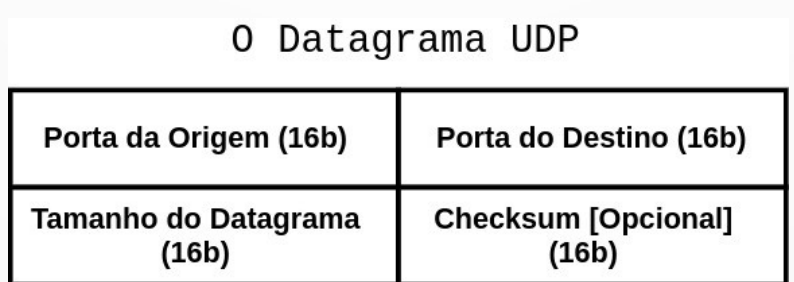 O Datagrama UDP
Porta da Origem (16b)
Porta do Destino (16b)
Tamanho do Datagrama
(16b)
Checksum [Opcional]
(16b)